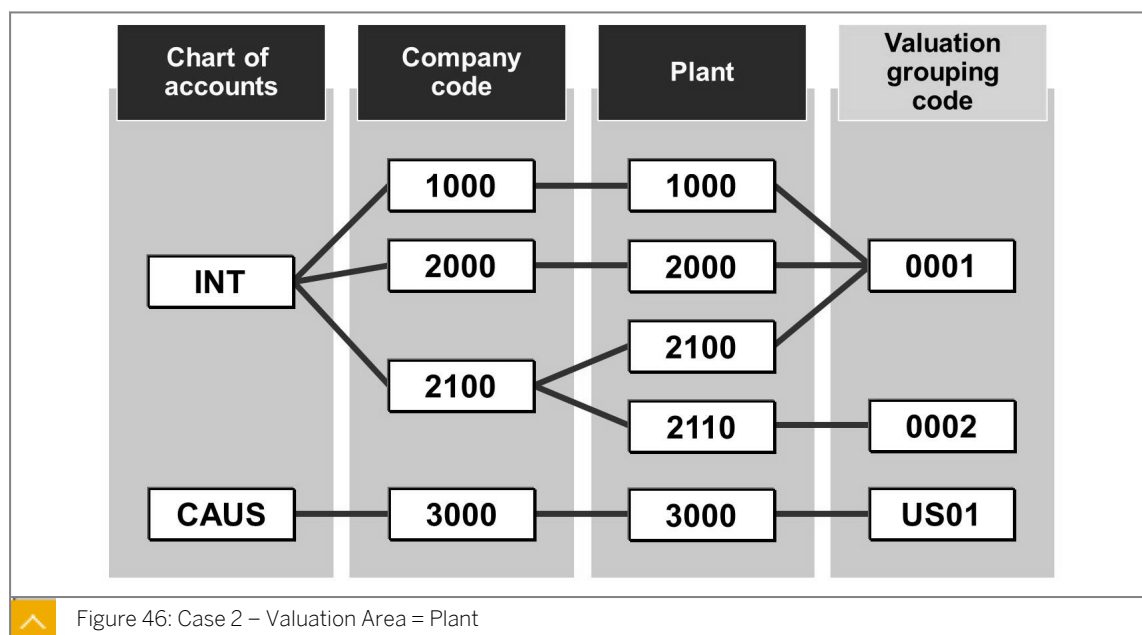 Chart of
accounts
Company
code
Plant
Valuation
grouping
code
1000
1000
2000
2000
INT
0001
2100
2100
2110
0002
CAUS
3000
3000
US01
Figure 46: Case 2 – Valuation Area = Plant